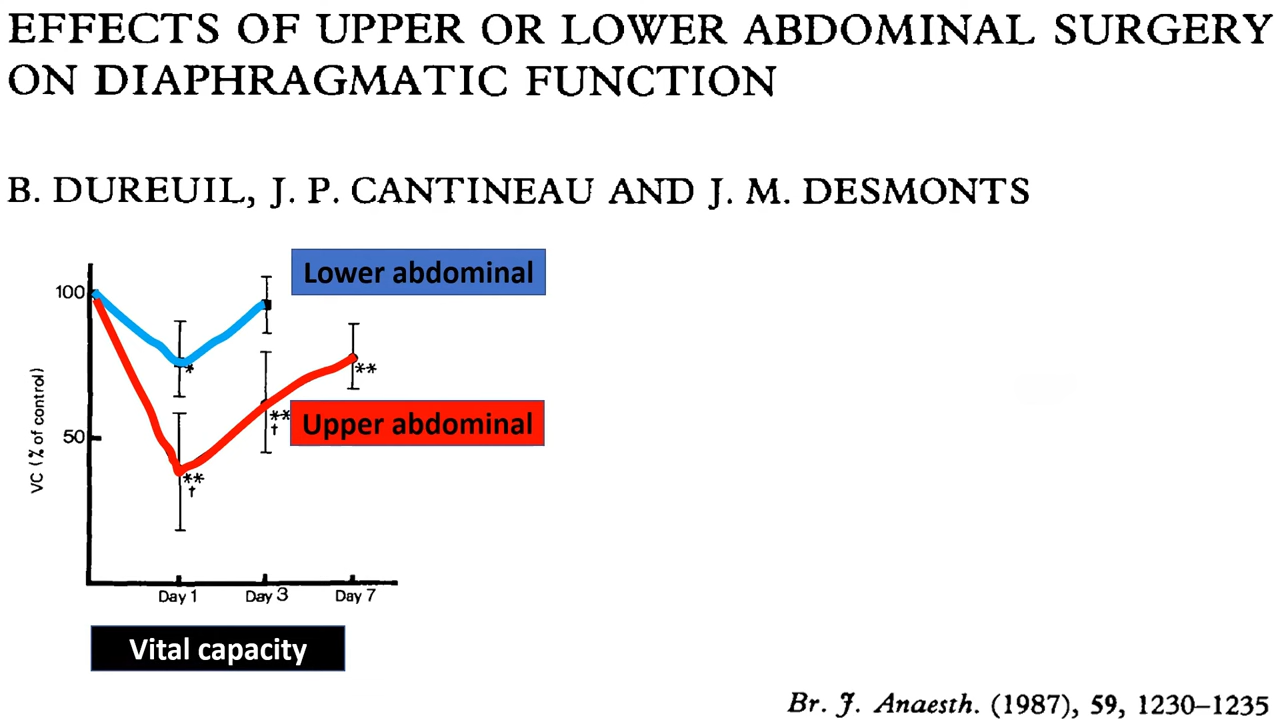 EFFECTS OF UPPER OR LOWER ABDOMINAL SURGERY
ON DIAPHRAGMATIC FUNCTION
B. DUREUIL, J. P. CANTINEAU AND J. M. DESMONTS
Lower abdominal
100
*
**
VC (% of control)
**
†
Upper abdominal
50
**
†
Day 1
Day 3
Day 7
Vital capacity
Br. J. Anaesth. (1987), 59, 1230–1235